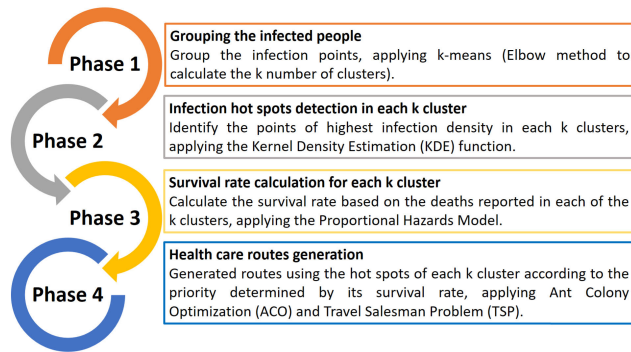 Phase 1
Grouping the infected people
Group the infection points, applying k-means (Elbow method to
calculate the k number of clusters).
Phase 2
Infection hot spots detection in each k cluster
Identify the points of highest infection density in each k clusters,
applying the Kernel Density Estimation (KDE) function.
Phase 3
Survival rate calculation for each k cluster
Calculate the survival rate based on the deaths reported in each of the
k clusters, applying the Proportional Hazards Model.
Phase 4
Health care routes generation
Generated routes using the hot spots of each k cluster according to the
priority determined by its survival rate, applying Ant Colony
Optimization (ACO) and Travel Salesman Problem (TSP).